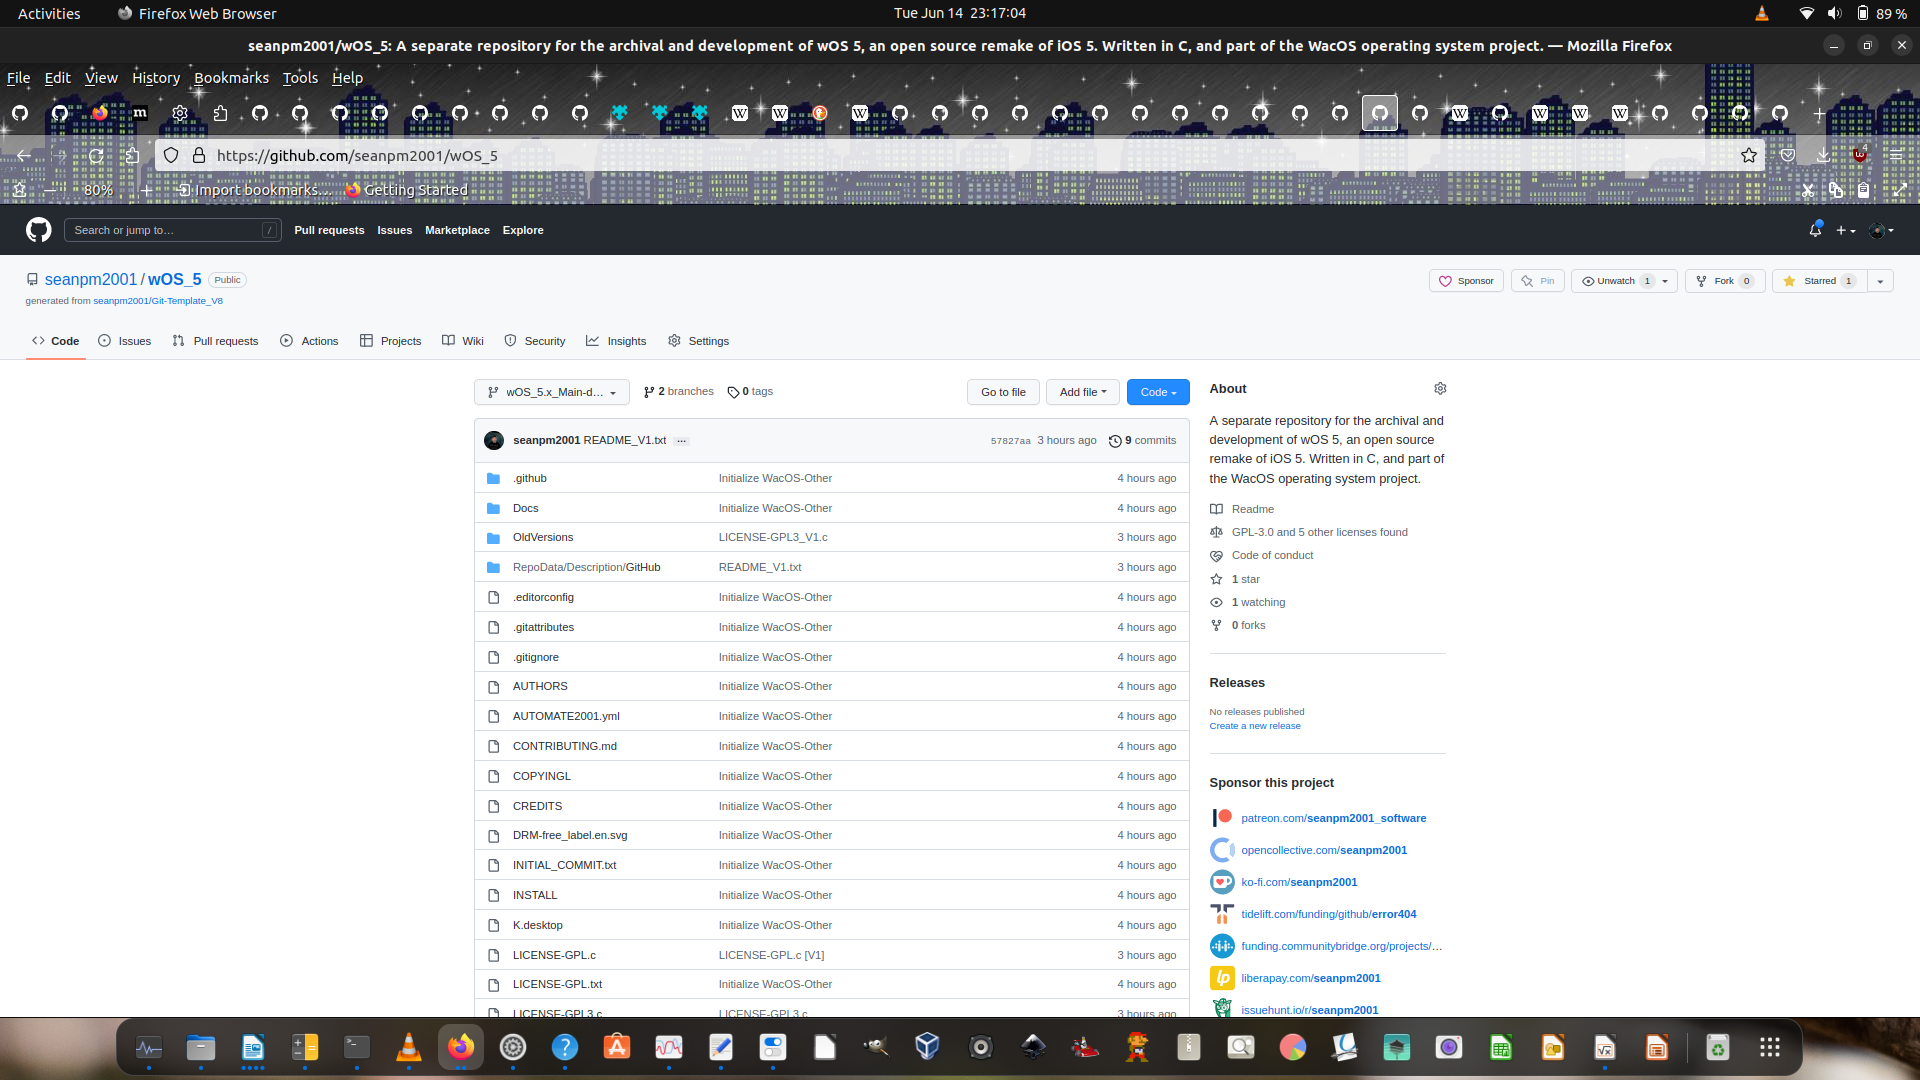 Activities
Firefox Web Browser
Tue Jun 14  23:17:04
89 %
seanpm2001/wOS_5: A separate repository for the archival and development of wOS 5, an open source remake of iOS 5. Written in C, and part of the WacOS operating system project. — Mozilla Firefox
File Edit View History Bookmarks Tools Help
https://github.com/seanpm2001/wOS_5
4
80%
Import bookmarks...
Getting Started
Search or jump to…
/
Pull requests Issues Marketplace Explore
seanpm2001 / wOS_5 Public
Sponsor
Pin
Unwatch 1
Fork 0
Starred 1
generated from seanpm2001/Git-Template_V8
Code Issues Pull requests Actions Projects Wiki Security Insights Settings
wOS_5.x_Main-d…
2 branches
0 tags
Go to file
Add file
Code
seanpm2001 README_V1.txt ... 57827aa 3 hours ago 9 commits
.github Initialize WacOS-Other 4 hours ago
Docs Initialize WacOS-Other 4 hours ago
OldVersions LICENSE-GPL3_V1.c 3 hours ago
RepoData/Description/GitHub README_V1.txt 3 hours ago
.editorconfig Initialize WacOS-Other 4 hours ago
.gitattributes Initialize WacOS-Other 4 hours ago
.gitignore Initialize WacOS-Other 4 hours ago
AUTHORS Initialize WacOS-Other 4 hours ago
AUTOMATE2001.yml Initialize WacOS-Other 4 hours ago
CONTRIBUTING.md Initialize WacOS-Other 4 hours ago
COPYINGL Initialize WacOS-Other 4 hours ago
CREDITS Initialize WacOS-Other 4 hours ago
DRM-free_label.en.svg Initialize WacOS-Other 4 hours ago
INITIAL_COMMIT.txt Initialize WacOS-Other 4 hours ago
INSTALL Initialize WacOS-Other 4 hours ago
K.desktop Initialize WacOS-Other 4 hours ago
LICENSE-GPL.c LICENSE-GPL.c [V1] 3 hours ago
LICENSE-GPL.txt Initialize WacOS-Other 4 hours ago
LICENSE-GPL3.c LICENSE-GPL3.c 3 hours ago
About
A separate repository for the archival and
development of wOS 5, an open source
remake of iOS 5. Written in C, and part of
the WacOS operating system project.
Readme
GPL-3.0 and 5 other licenses found
Code of conduct
1 star
1 watching
0 forks
Releases
No releases published
Create a new release
Sponsor this project
patreon.com/seanpm2001_software
opencollective.com/seanpm2001
ko-fi.com/seanpm2001
tidelift.com/funding/github/error404
funding.communitybridge.org/projects/…
liberapay.com/seanpm2001
issuehunt.io/r/seanpm2001